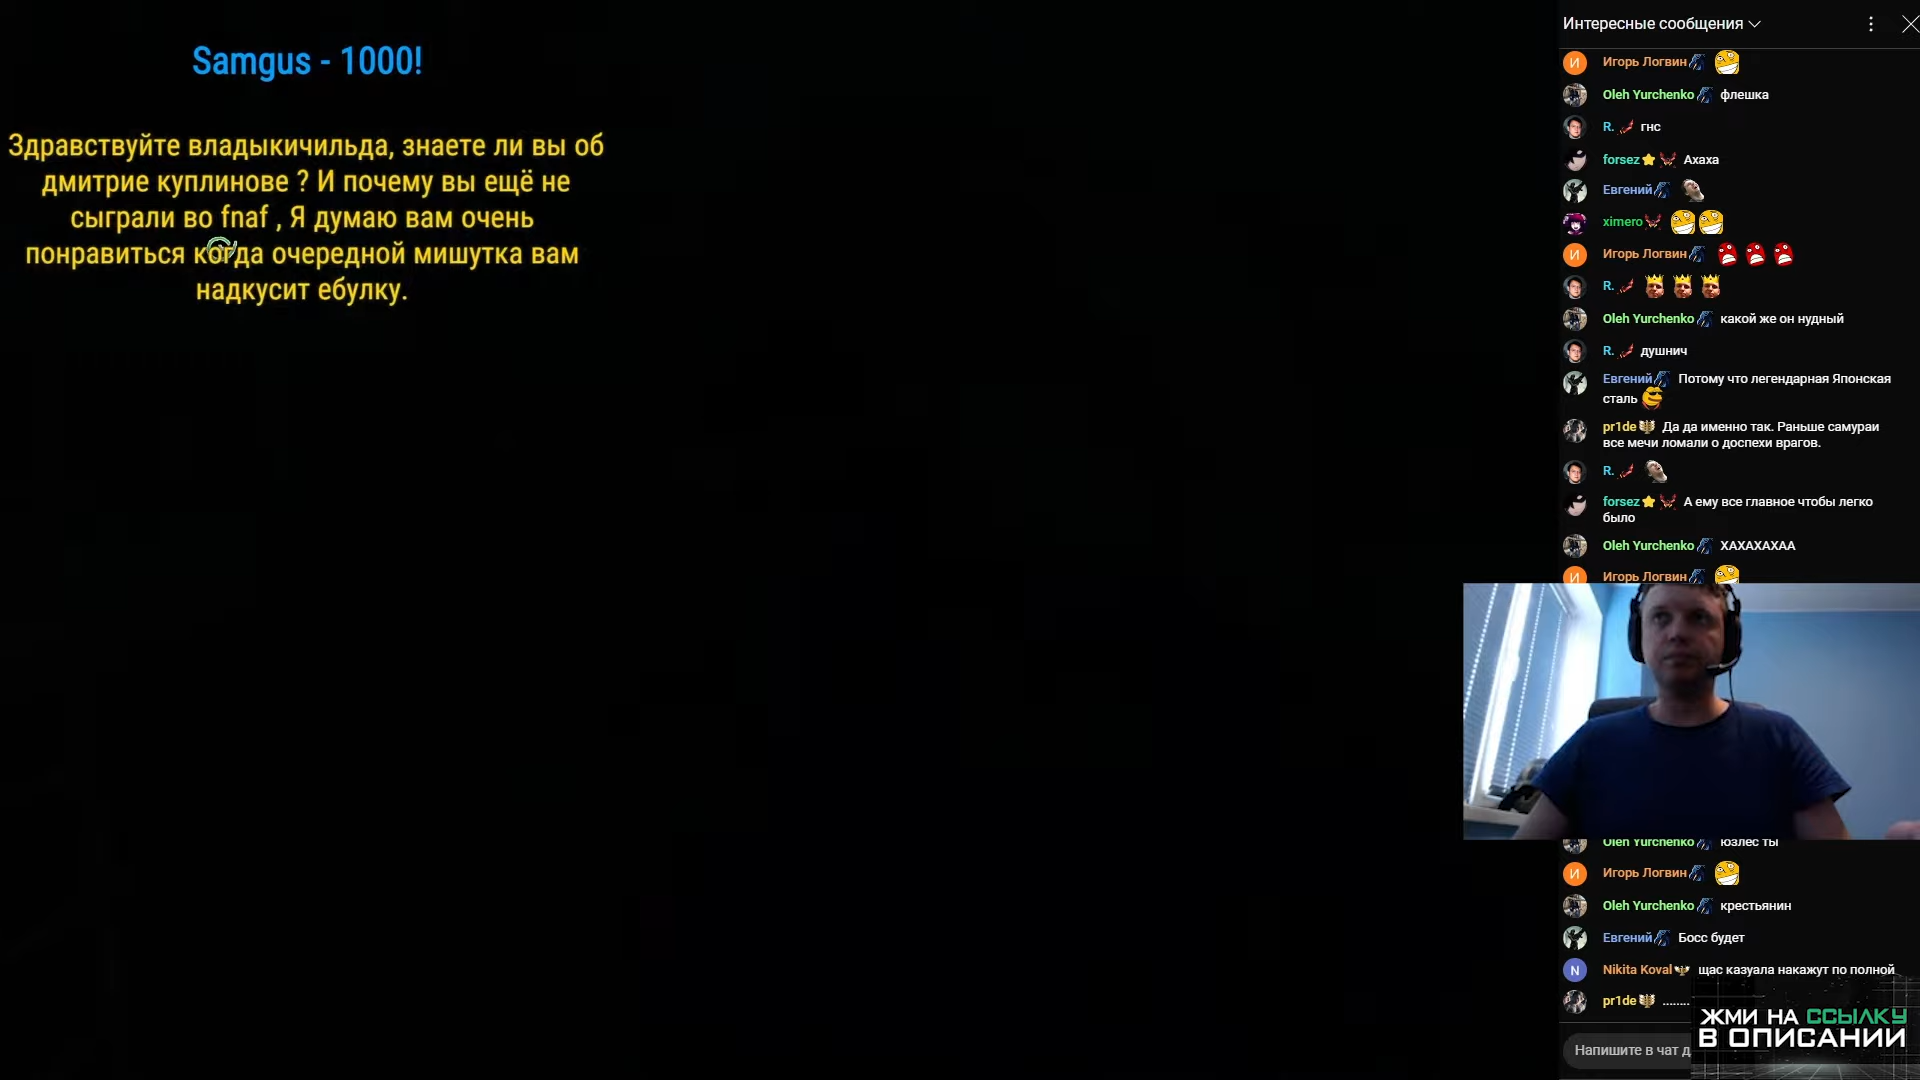 Samgus - 1000!
Здравствуйте владыкичильда, знаете ли вы об
дмитрие куплинове ? И почему вы ещё не
сыграли во fnaf , Я думаю вам очень
понравиться когда очередной мишутка вам
надкусит ебулку.
Интересные сообщения
И Игорь Логвин
Oleh Yurchenko флешка
R. гнс
forsez Ахаха
Евгений
ximero
И Игорь Логвин
R.
Oleh Yurchenko какой же он нудный
R. душнич
Евгений Потому что легендарная Японская
сталь
pr1de Да да именно так. Раньше самураи
все мечи ломали о доспехи врагов.
R.
forsez А ему все главное чтобы легко
было
Oleh Yurchenko ХАХАХАХАА
И Игорь Логвин
Oleh Yurchenko юзлес ты
И Игорь Логвин
Oleh Yurchenko крестьянин
Евгений Босс будет
N Nikita Koval щас казуала накажут по полной
pr1de ........
Напишите в чат д
ЖМИ НА ССЫЛКУ
В ОПИСАНИИ